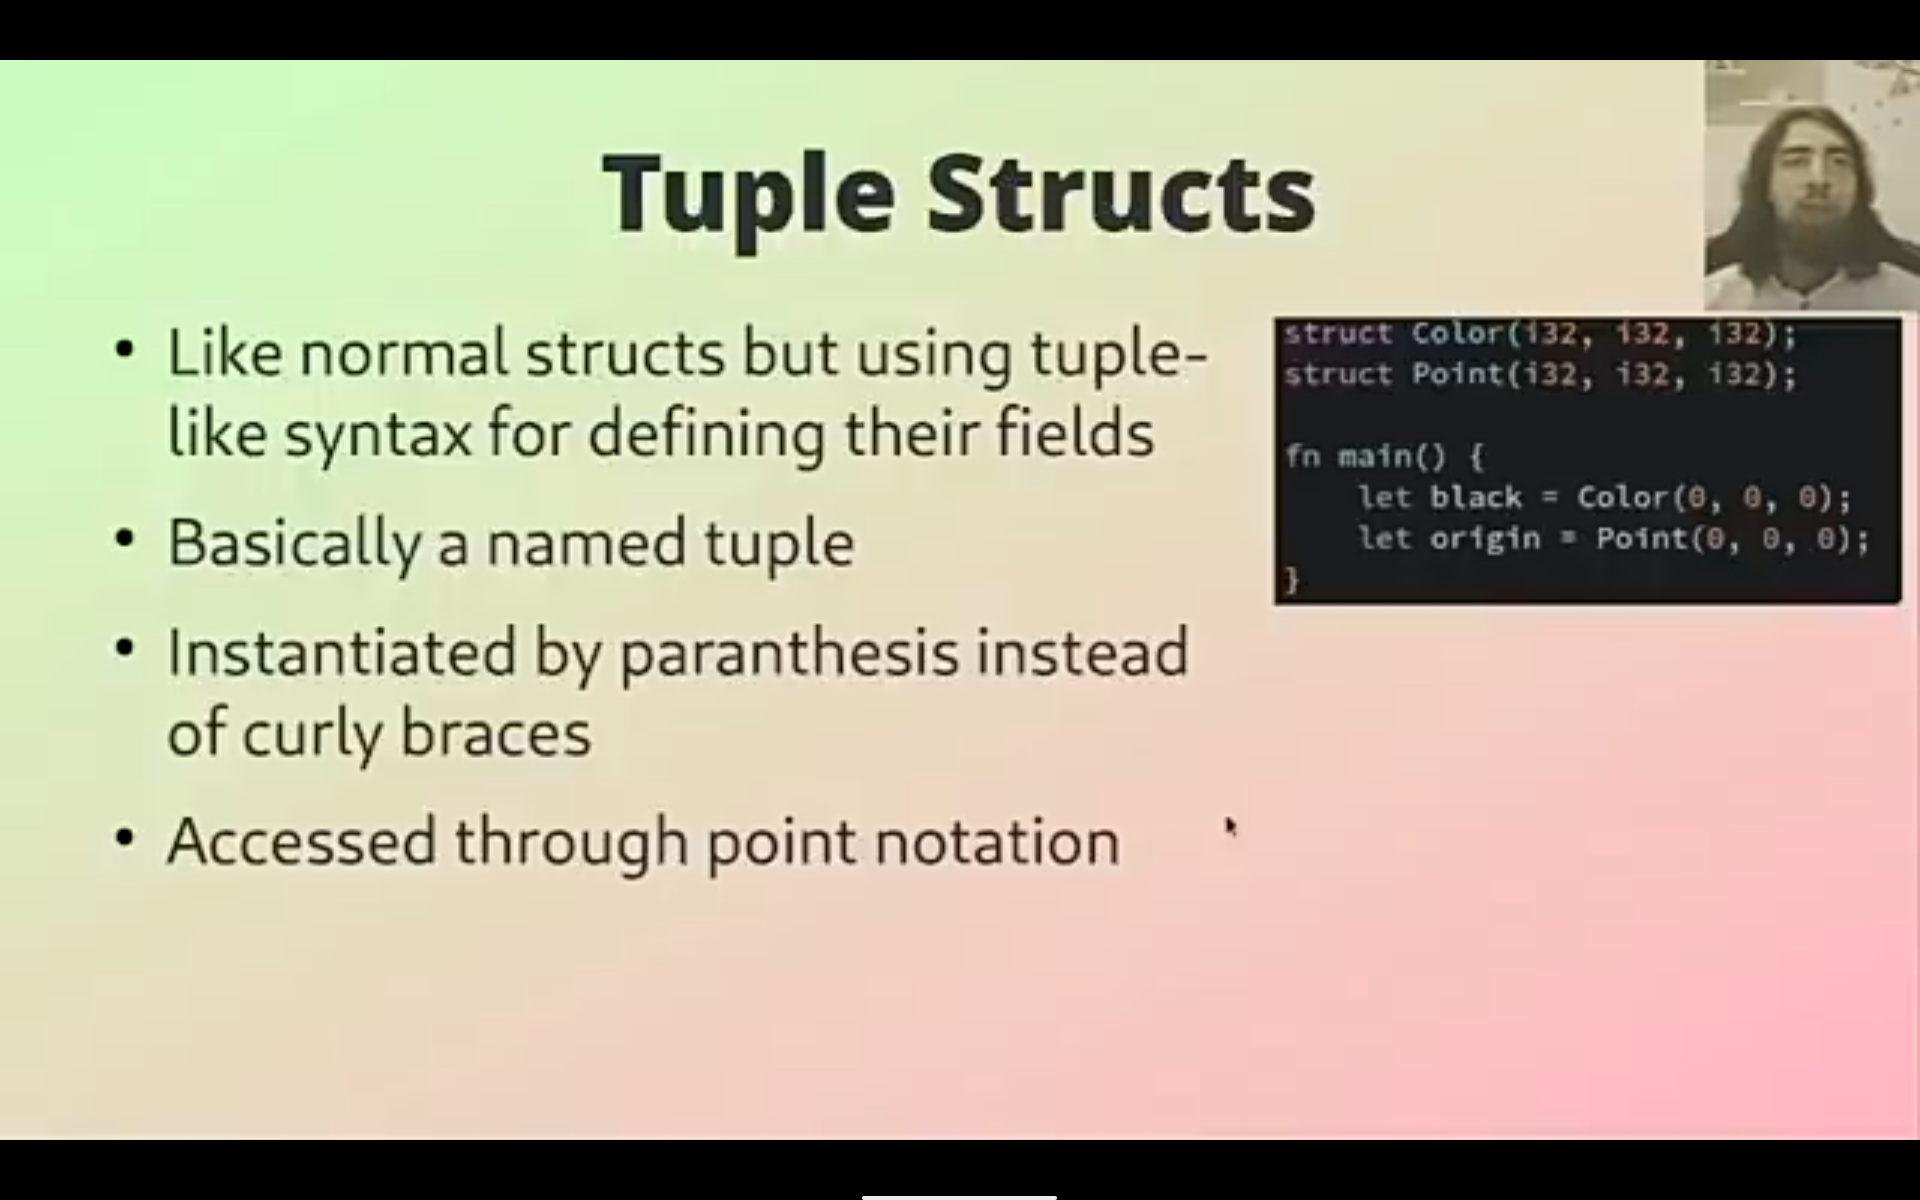 Tuple Structs
• Like normal structs but using tuple-
like syntax for defining their fields
• Basically a named tuple
• Instantiated by paranthesis instead
of curly braces
• Accessed through point notation
struct Color(i32, i32, i32);
struct Point(i32, i32, i32);
fn main() {
    let black = Color(0, 0, 0);
    let origin = Point(0, 0, 0);
}